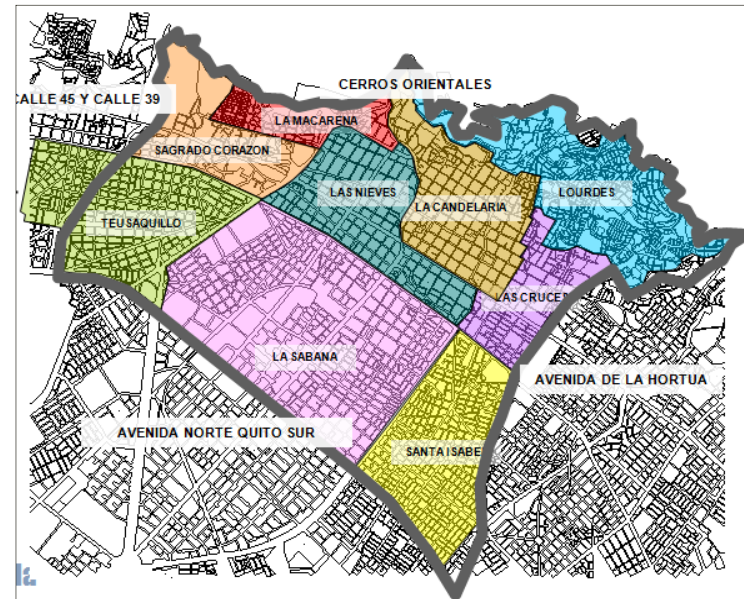 CERROS ORIENTALES
CALLE 45 Y CALLE 39
LA MACARENA
SAGRADO CORAZON
LAS NIEVES
LOURDES
LA CANDELARIA
TEUSAQUILLO
LAS CRUCES
LA SABANA
AVENIDA DE LA HORTUA
AVENIDA NORTE QUITO SUR
SANTA ISABE